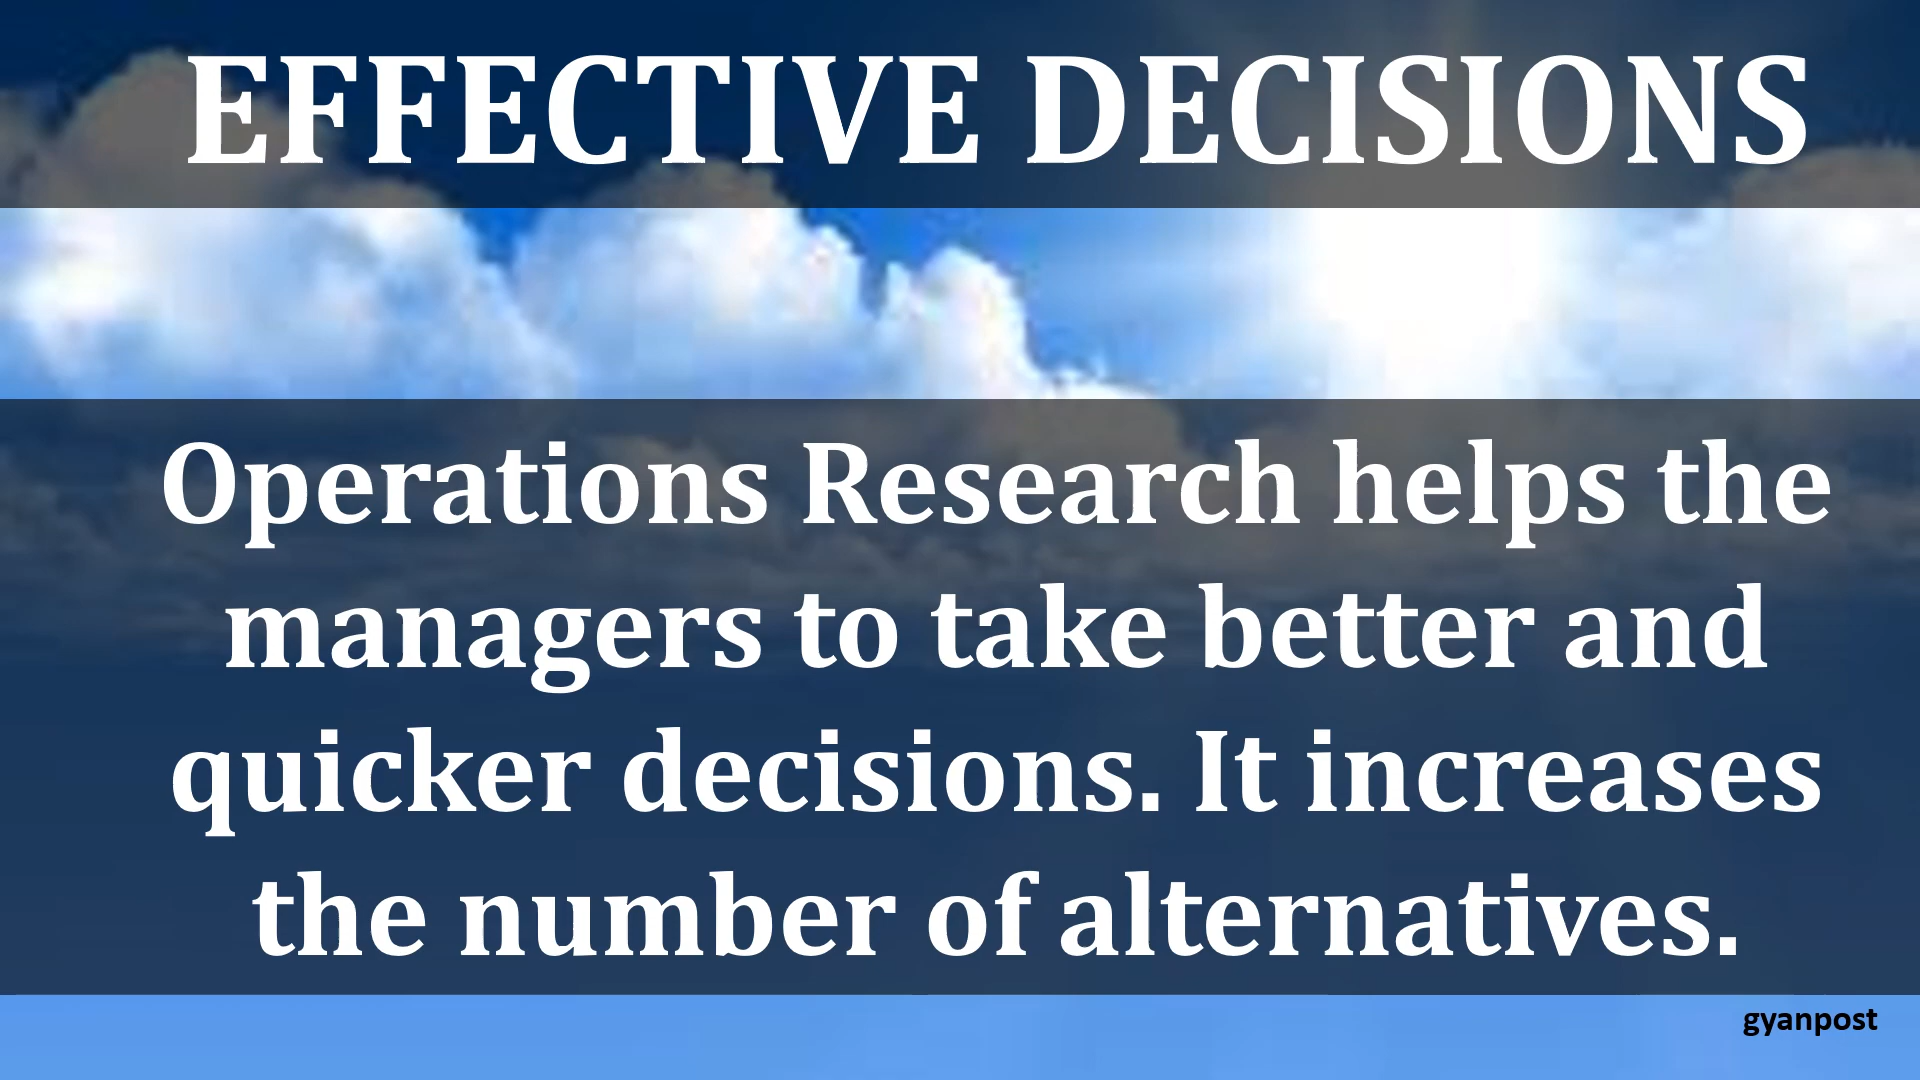 EFFECTIVE DECISIONS
Operations Research helps the
managers to take better and
quicker decisions. It increases
the number of alternatives.
gyanpost